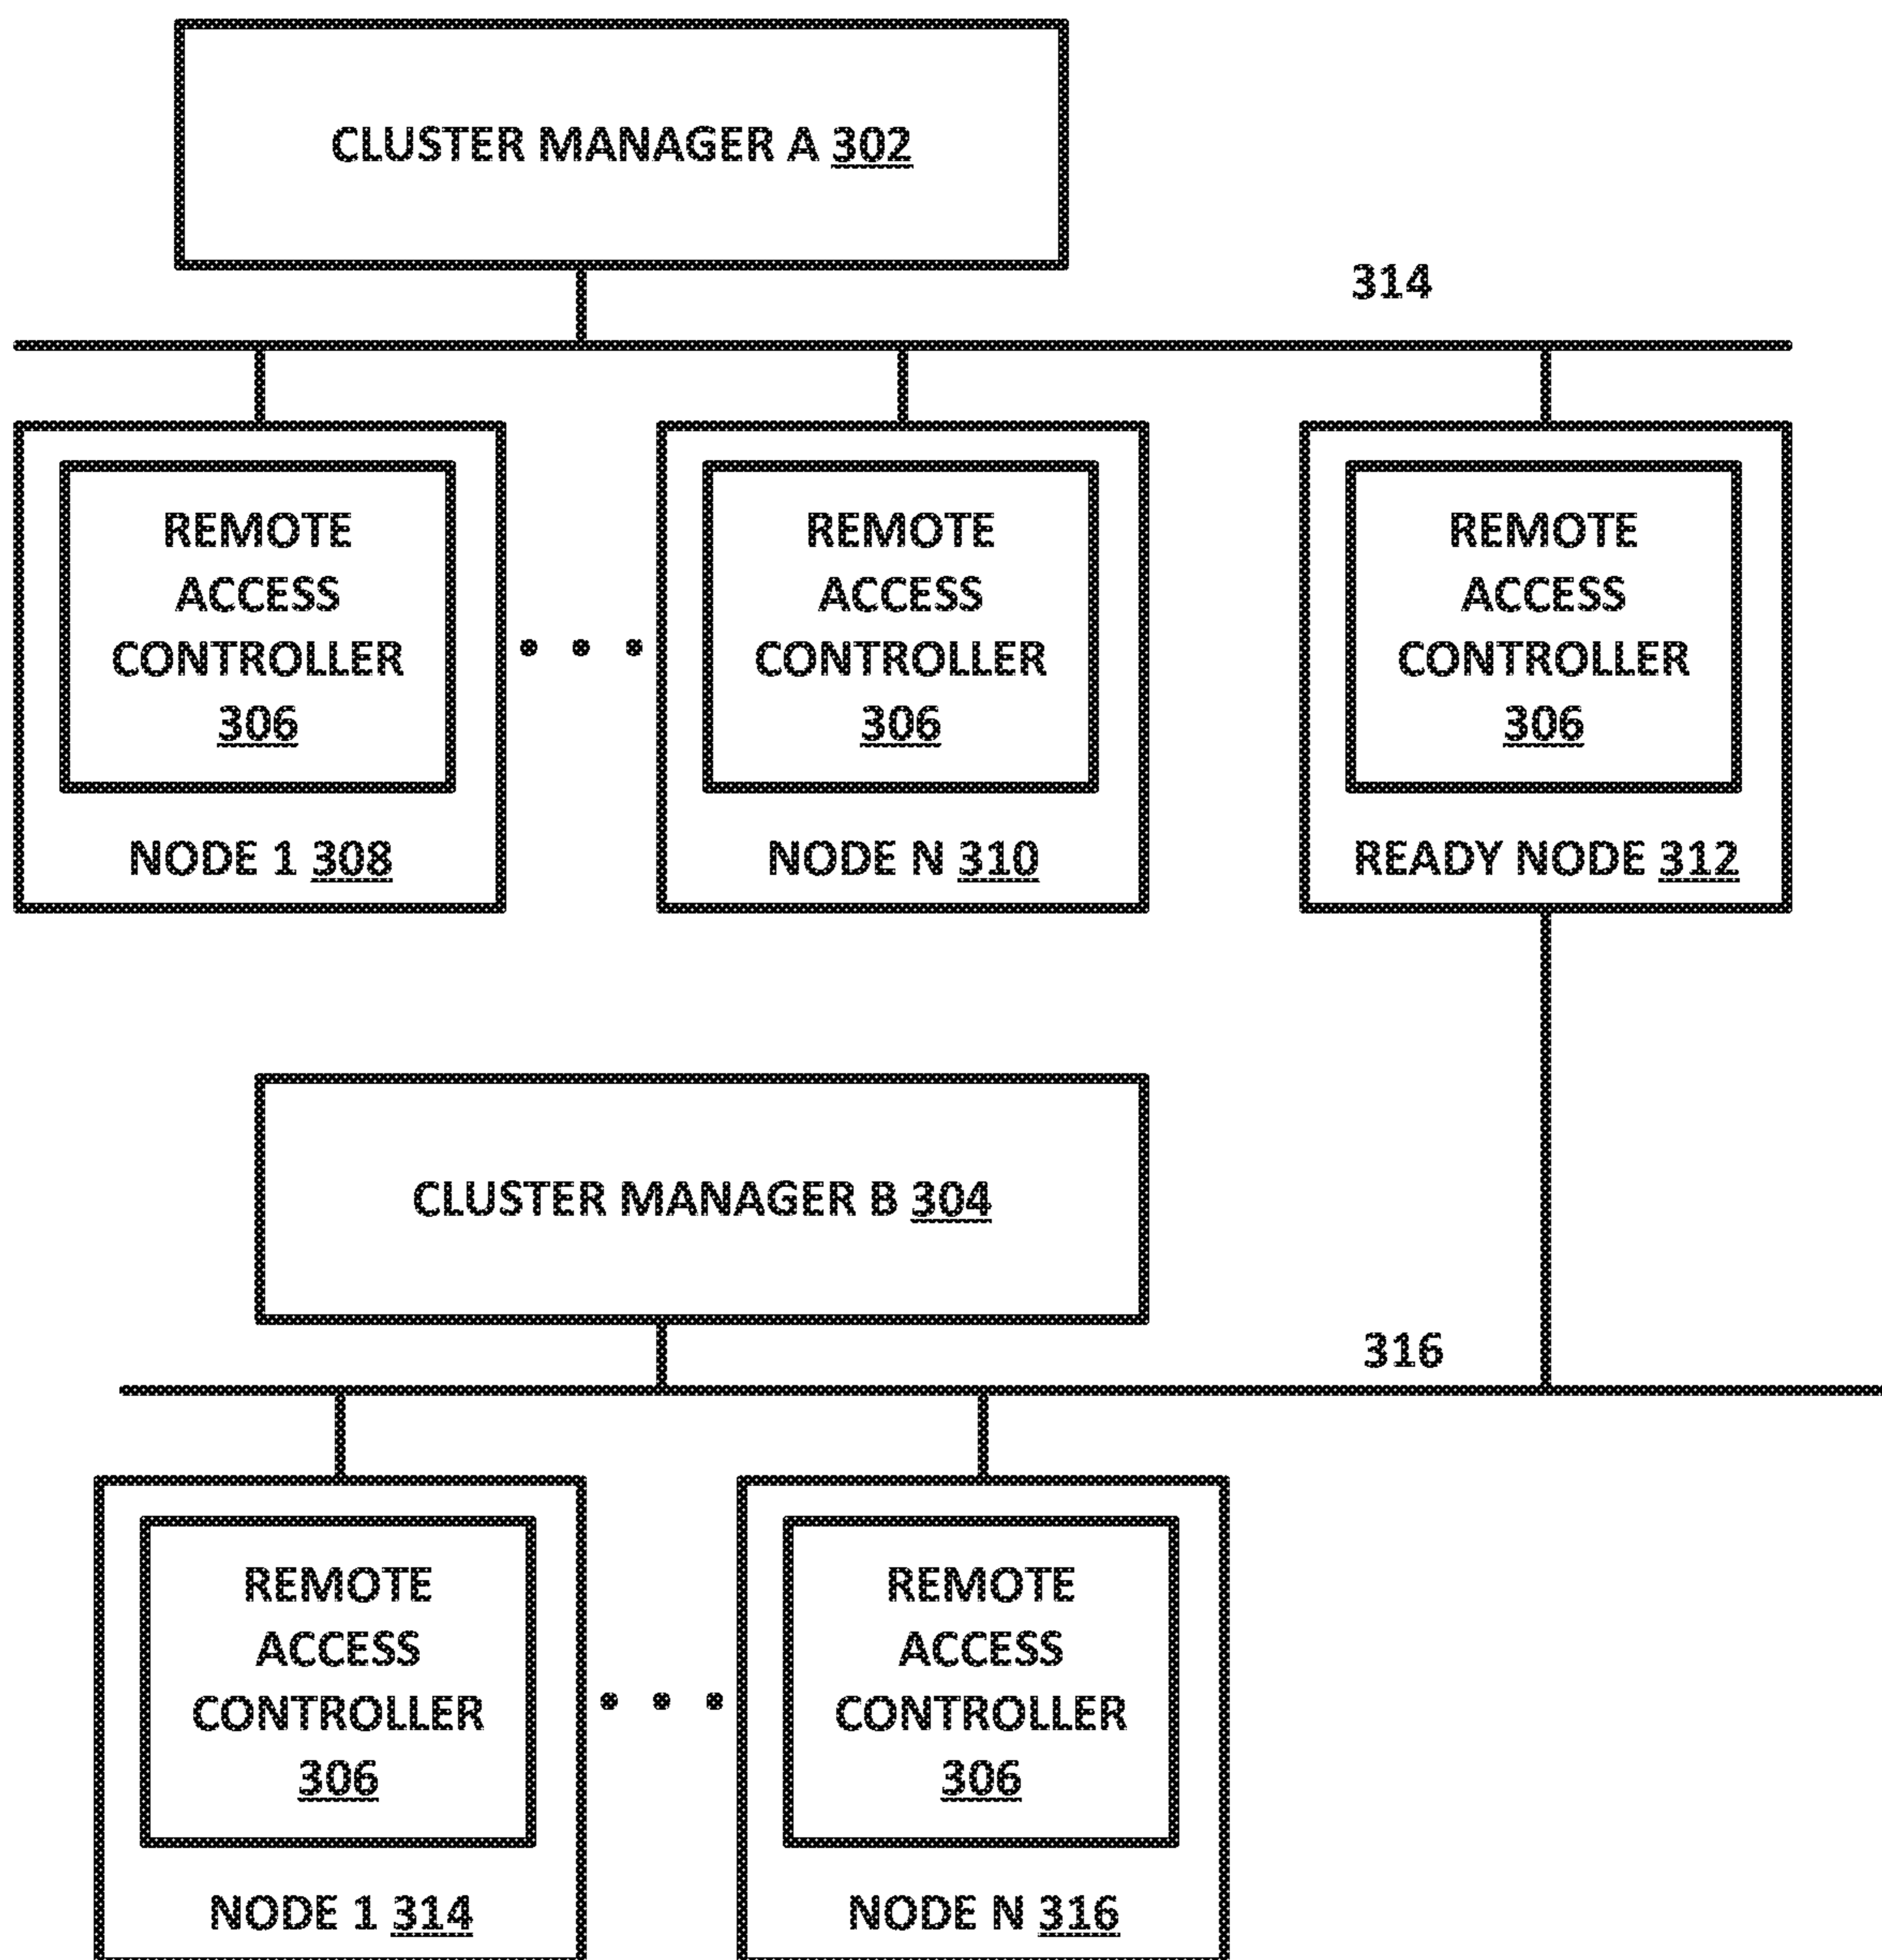 CLUSTER MANAGER A 302
314
REMOTE
ACCESS
CONTROLLER
306
NODE 1 308
REMOTE
ACCESS
CONTROLLER
306
NODE N 310
REMOTE
ACCESS
CONTROLLER
306
READY NODE 312
CLUSTER MANAGER B 304
316
REMOTE
ACCESS
CONTROLLER
306
NODE 1 314
REMOTE
ACCESS
CONTROLLER
306
NODE N 316